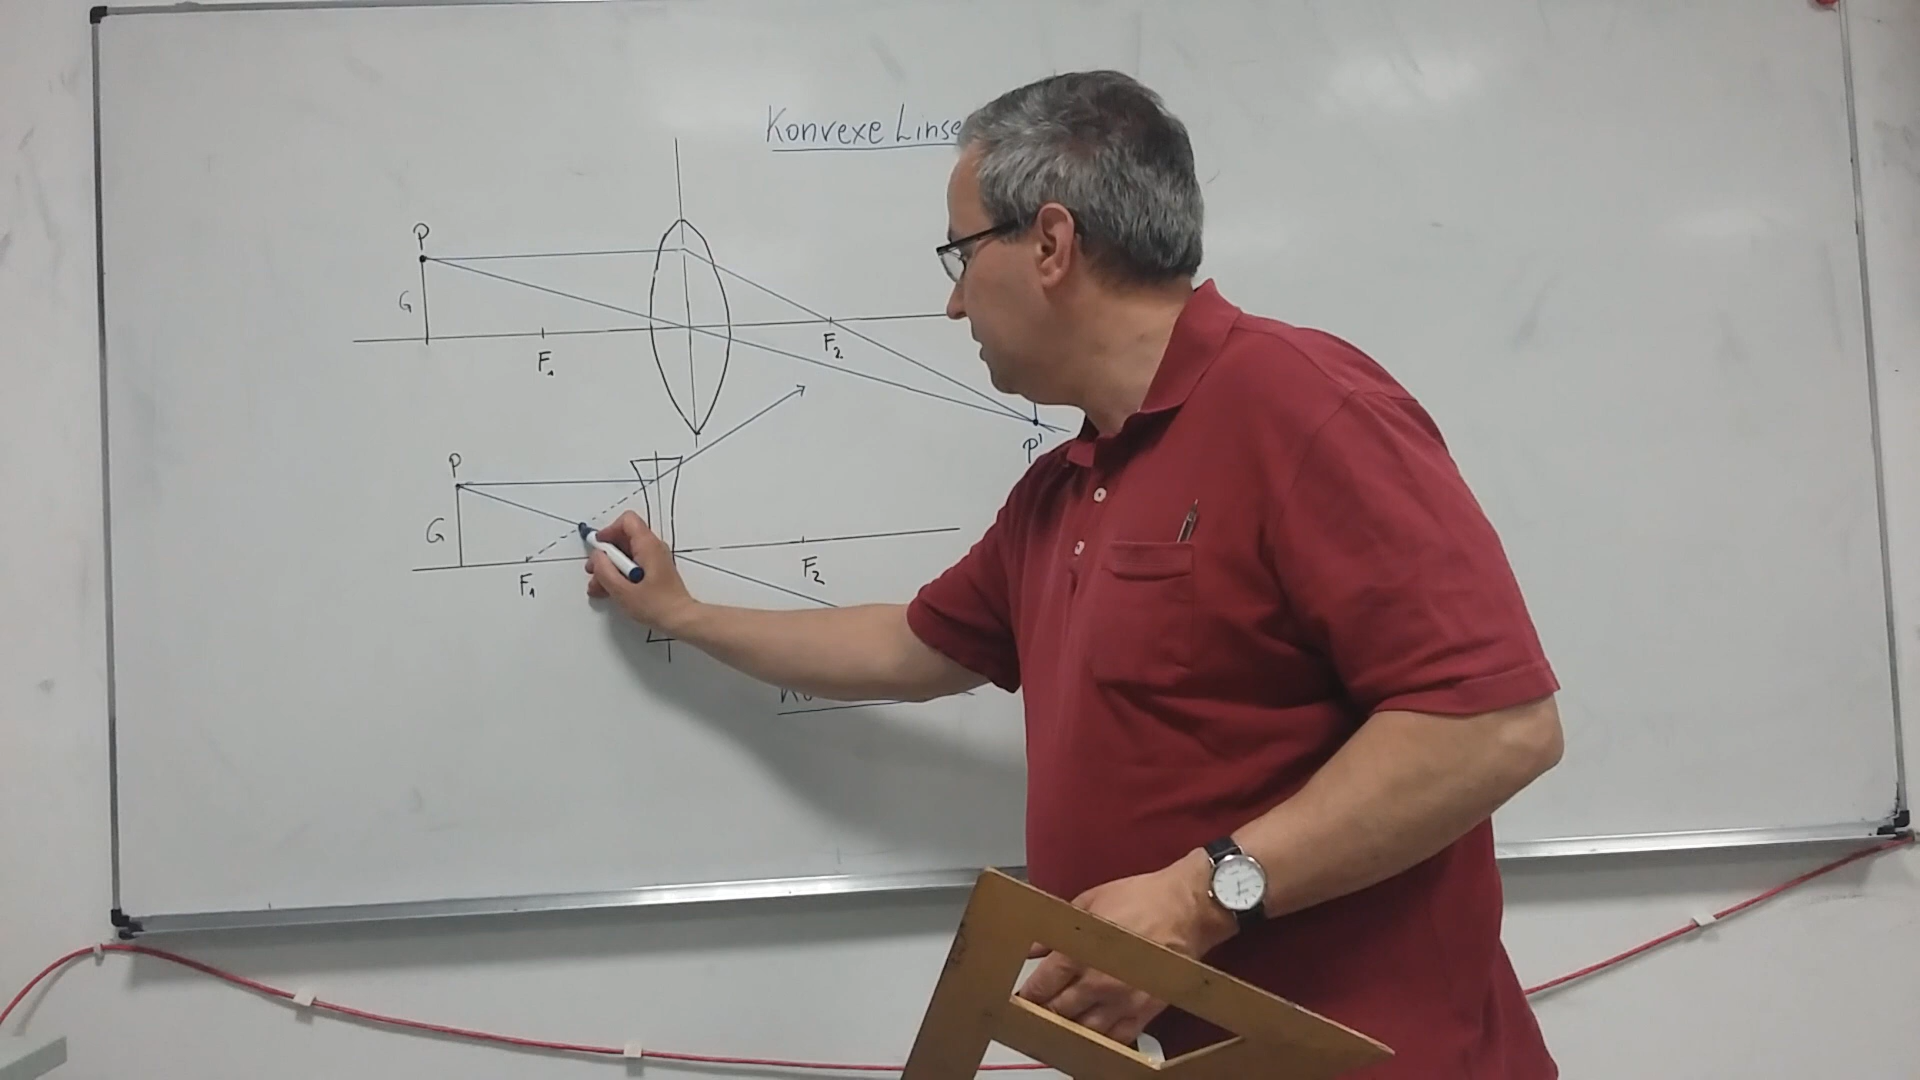 Konvexe Linse
P
G
F₁
F₂
P'
P
G
F₁
F₂